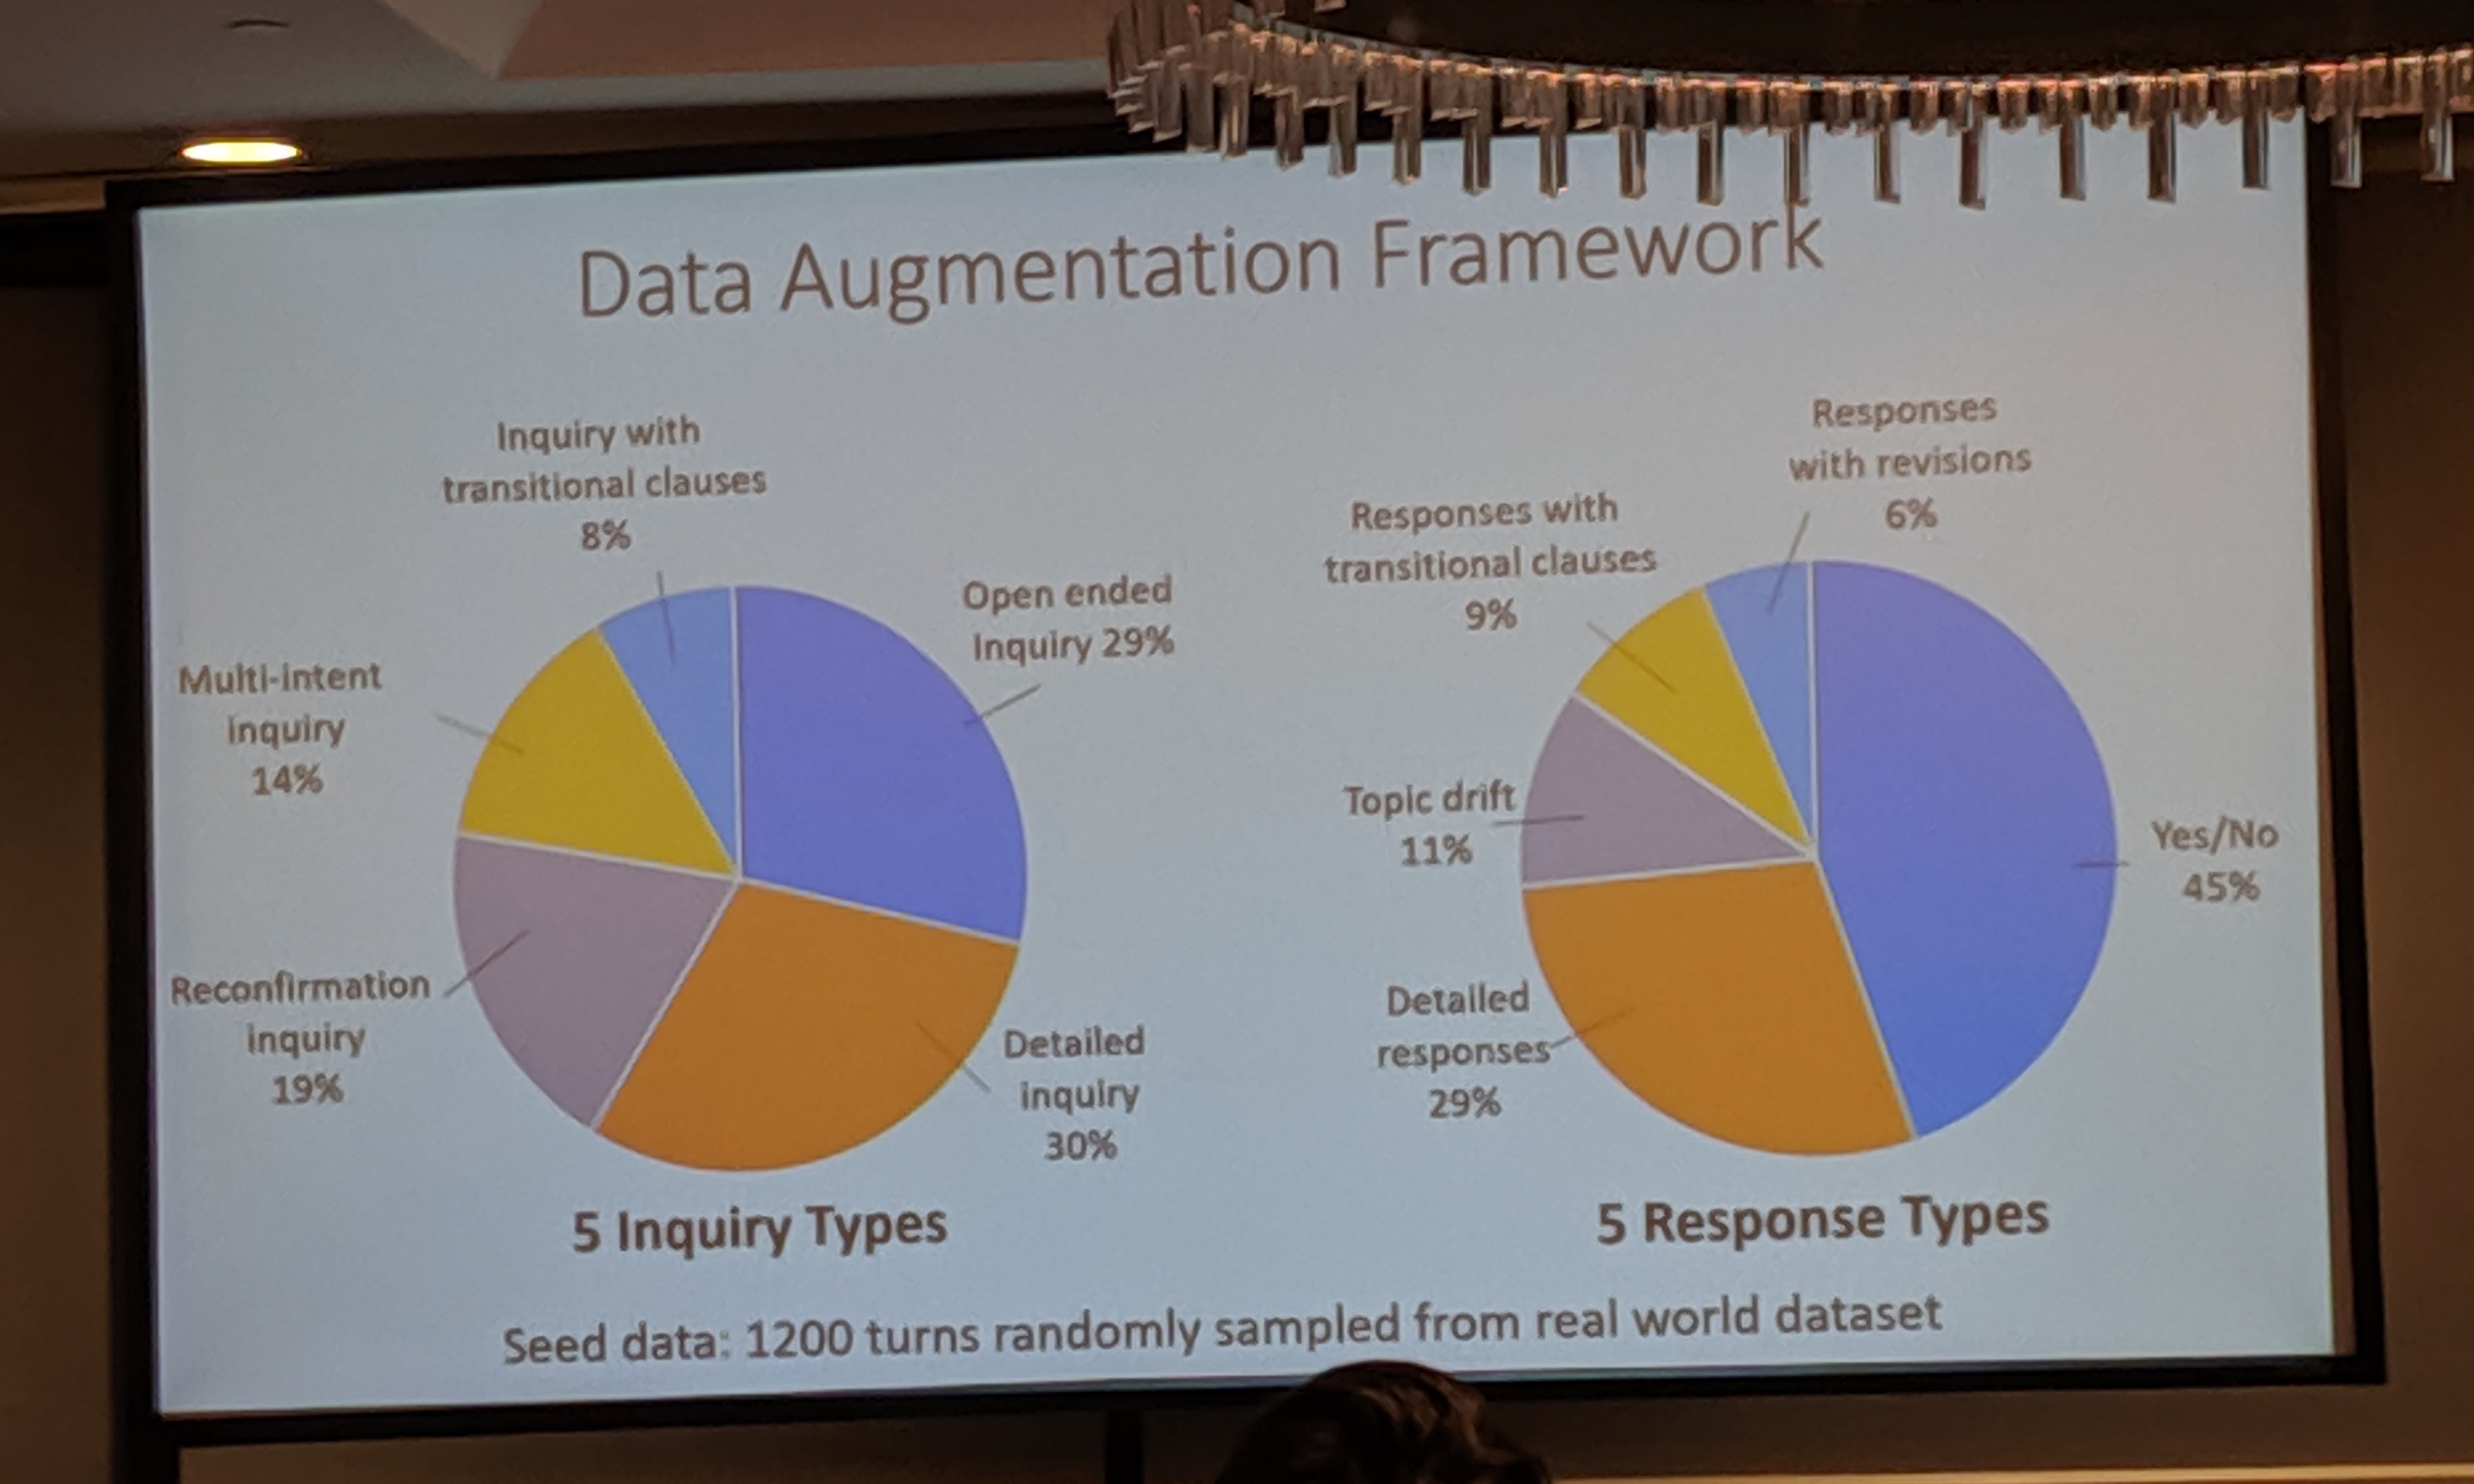 Data Augmentation Framework
Inquiry with
transitional clauses
8%
Open ended
Inquiry 29%
Multi-intent
inquiry
14%
Reconfirmation
inquiry
19%
Detailed
inquiry
30%
5 Inquiry Types
Responses
with revisions
6%
Responses with
transitional clauses
9%
Topic drift
11%
Yes/No
45%
Detailed
responses
29%
5 Response Types
Seed data: 1200 turns randomly sampled from real world dataset